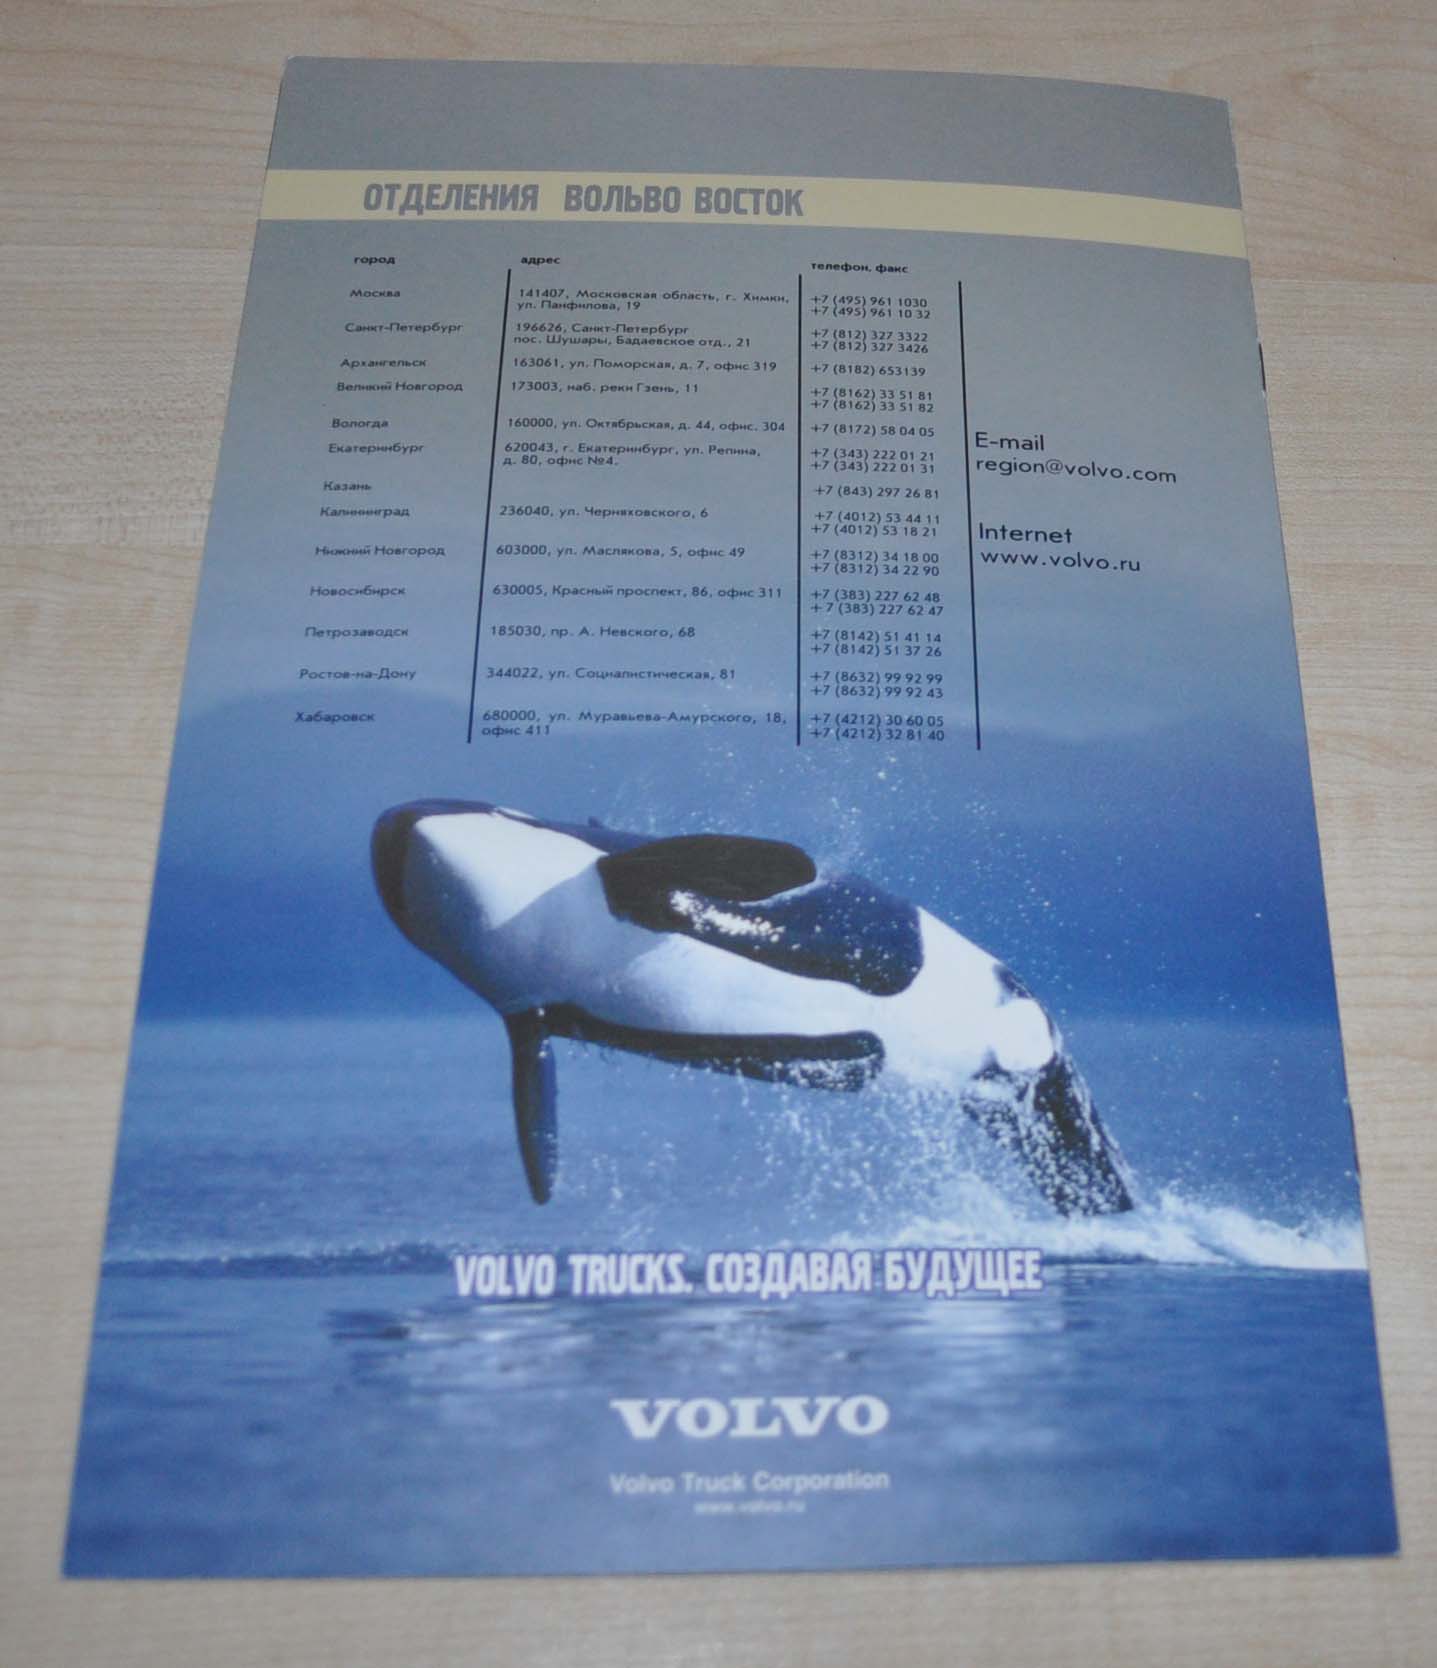 ОТДЕЛЕНИЯ ВОЛЬВО ВОСТОК
город адрес телефон, факс
Москва 141407, Московская область, г. Химки, +7 (495) 961 1030
ул. Панфилова, 19 +7 (495) 961 10 32
Санкт-Петербург 196626, Санкт-Петербург +7 (812) 327 3322
пос. Шушары, Бадаевское отд., 21 +7 (812) 327 3426
Архангельск 163061, ул. Поморская, д. 7, офис 319 +7 (8182) 653139
Великий Новгород 173003, наб. реки Гзень, 11 +7 (8162) 33 51 81
+7 (8162) 33 51 82
Вологда 160000, ул. Октябрьская, д. 44, офис. 304 +7 (8172) 58 04 05
Екатеринбург 620043, г. Екатеринбург, ул. Репина, +7 (343) 222 01 21
д. 80, офис №4. +7 (343) 222 01 31
Казань +7 (843) 297 26 81
Калининград 236040, ул. Черняховского, 6 +7 (4012) 53 44 11
+7 (4012) 53 18 21
Нижний Новгород 603000, ул. Маслякова, 5, офис 49 +7 (8312) 34 18 00
+7 (8312) 34 22 90
Новосибирск 630005, Красный проспект, 86, офис 311 +7 (383) 227 62 48
+ 7 (383) 227 62 47
Петрозаводск 185030, пр. А. Невского, 68 +7 (8142) 51 41 14
+7 (8142) 51 37 26
Ростов-на-Дону 344022, ул. Социалистическая, 81 +7 (8632) 99 92 99
+7 (8632) 99 92 43
Хабаровск 680000, ул. Муравьева-Амурского, 18, +7 (4212) 30 60 05
офис 411 +7 (4212) 32 81 40
E-mail
region@volvo.com
Internet
www.volvo.ru
VOLVO TRUCKS. СОЗДАВАЯ БУДУЩЕЕ
VOLVO
Volvo Truck Corporation
www.volvo.ru